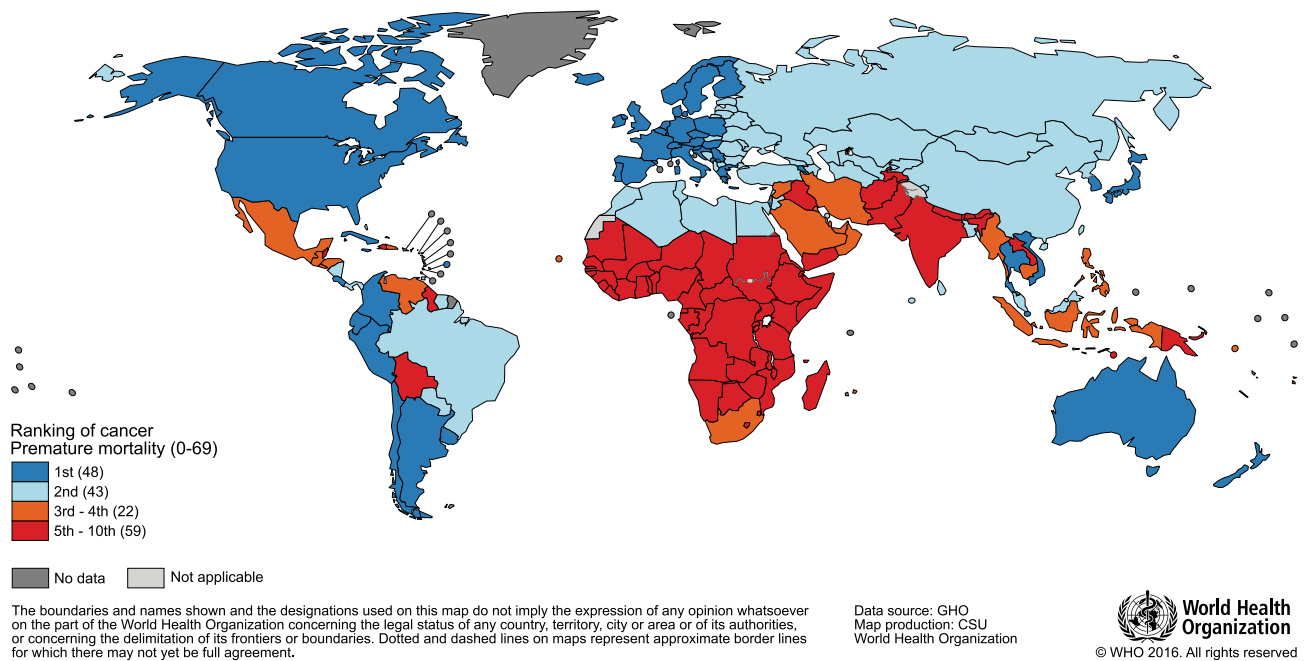 Ranking of cancer
Premature mortality (0-69)
1st (48)
2nd (43)
3rd - 4th (22)
5th - 10th (59)
No data
Not applicable
The boundaries and names shown and the designations used on this map do not imply the expression of any opinion whatsoever
on the part of the World Health Organization concerning the legal status of any country, territory, city or area or of its authorities,
or concerning the delimitation of its frontiers or boundaries. Dotted and dashed lines on maps represent approximate border lines
for which there may not yet be full agreement.
Data source: GHO
Map production: CSU
World Health Organization
World Health
Organization
© WHO 2016. All rights reserved